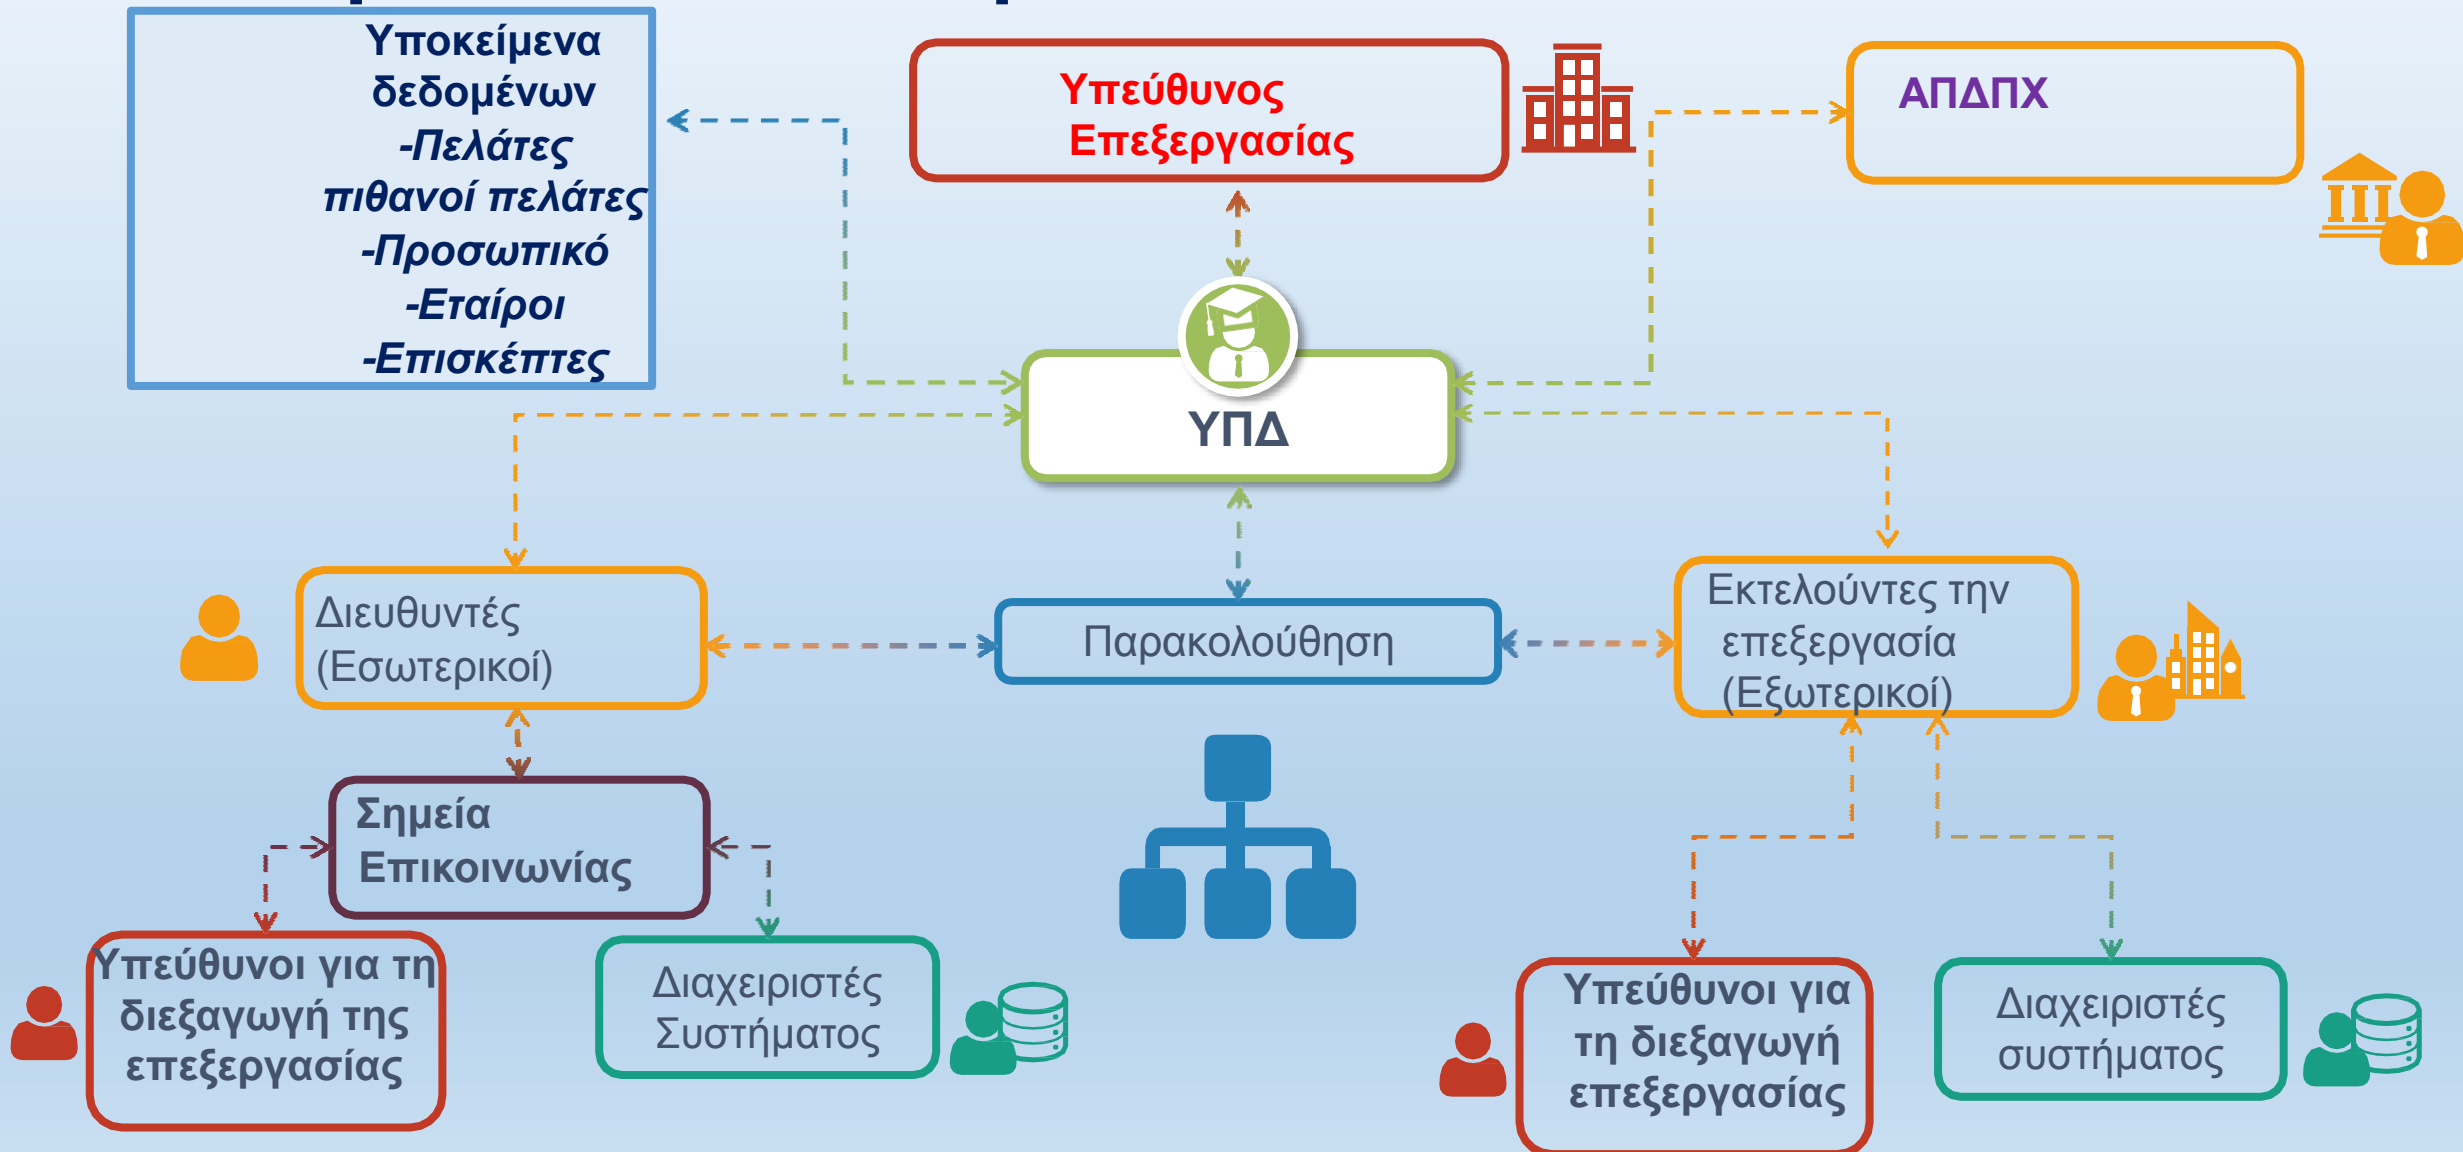 Υποκείμενα
δεδομένων
-Πελάτες
πιθανοί πελάτες
-Προσωπικό
-Εταίροι
-Επισκέπτες
Υπεύθυνος
Επεξεργασίας
ΑΠΔΠΧ
ΥΠΔ
Διευθυντές
(Εσωτερικοί)
Παρακολούθηση
Εκτελούντες την
επεξεργασία
(Εξωτερικοί)
Σημεία
Επικοινωνίας
Υπεύθυνοι για τη
διεξαγωγή της
επεξεργασίας
Διαχειριστές
Συστήματος
Υπεύθυνοι για
τη διεξαγωγή
επεξεργασίας
Διαχειριστές
συστήματος